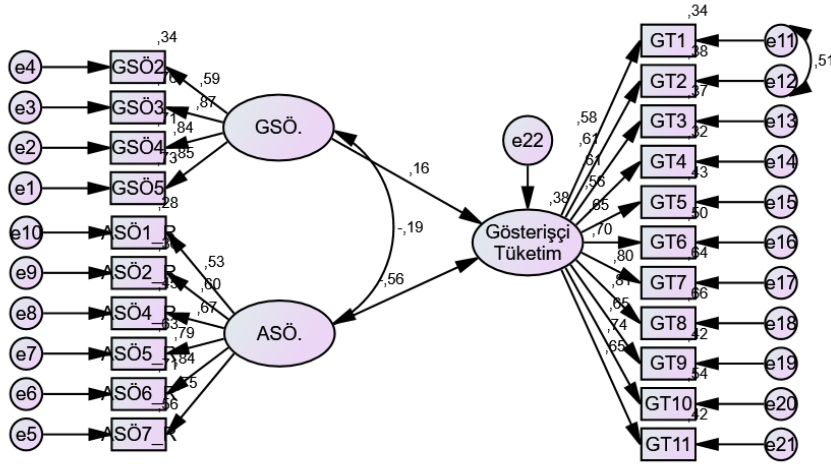 ,34
e4
GSÖ2
,59
e3
GSÖ3
,87
,71
e2
GSÖ4
,84
,73
,85
e1
GSÖ5
,28
GSÖ.
e10
ASÖ1_R
,53
e9
ASÖ2_R
,60
e8
ASÖ4_R
,67
,63
e7
ASÖ5_R
,79
,84
e6
ASÖ6_R
,56
e5
ASÖ7_R
ASÖ.
-,19
,16
-,56
e22
,38
Gösterişçi
Tüketim
,58
,61
,61
,56
,65
,70
,80
,81
,65
,74
,65
,34
GT1
e11
,51
,38
GT2
e12
,37
GT3
e13
,32
GT4
e14
,43
GT5
e15
,50
GT6
e16
,64
GT7
e17
,66
GT8
e18
,42
GT9
e19
,54
GT10
e20
,42
GT11
e21